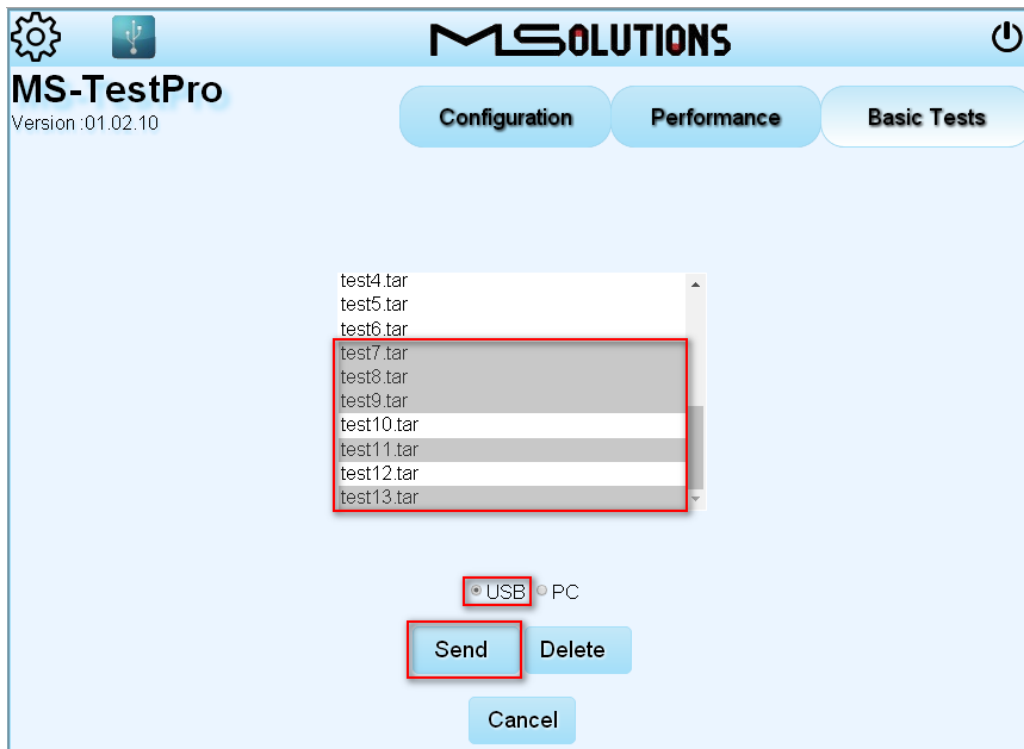 MSOLUTIONS
MS-TestPro
Version :01.02.10
Configuration Performance Basic Tests
test4.tar
test5.tar
test6.tar
test7.tar
test8.tar
test9.tar
test10.tar
test11.tar
test12.tar
test13.tar
USB PC
Send Delete
Cancel